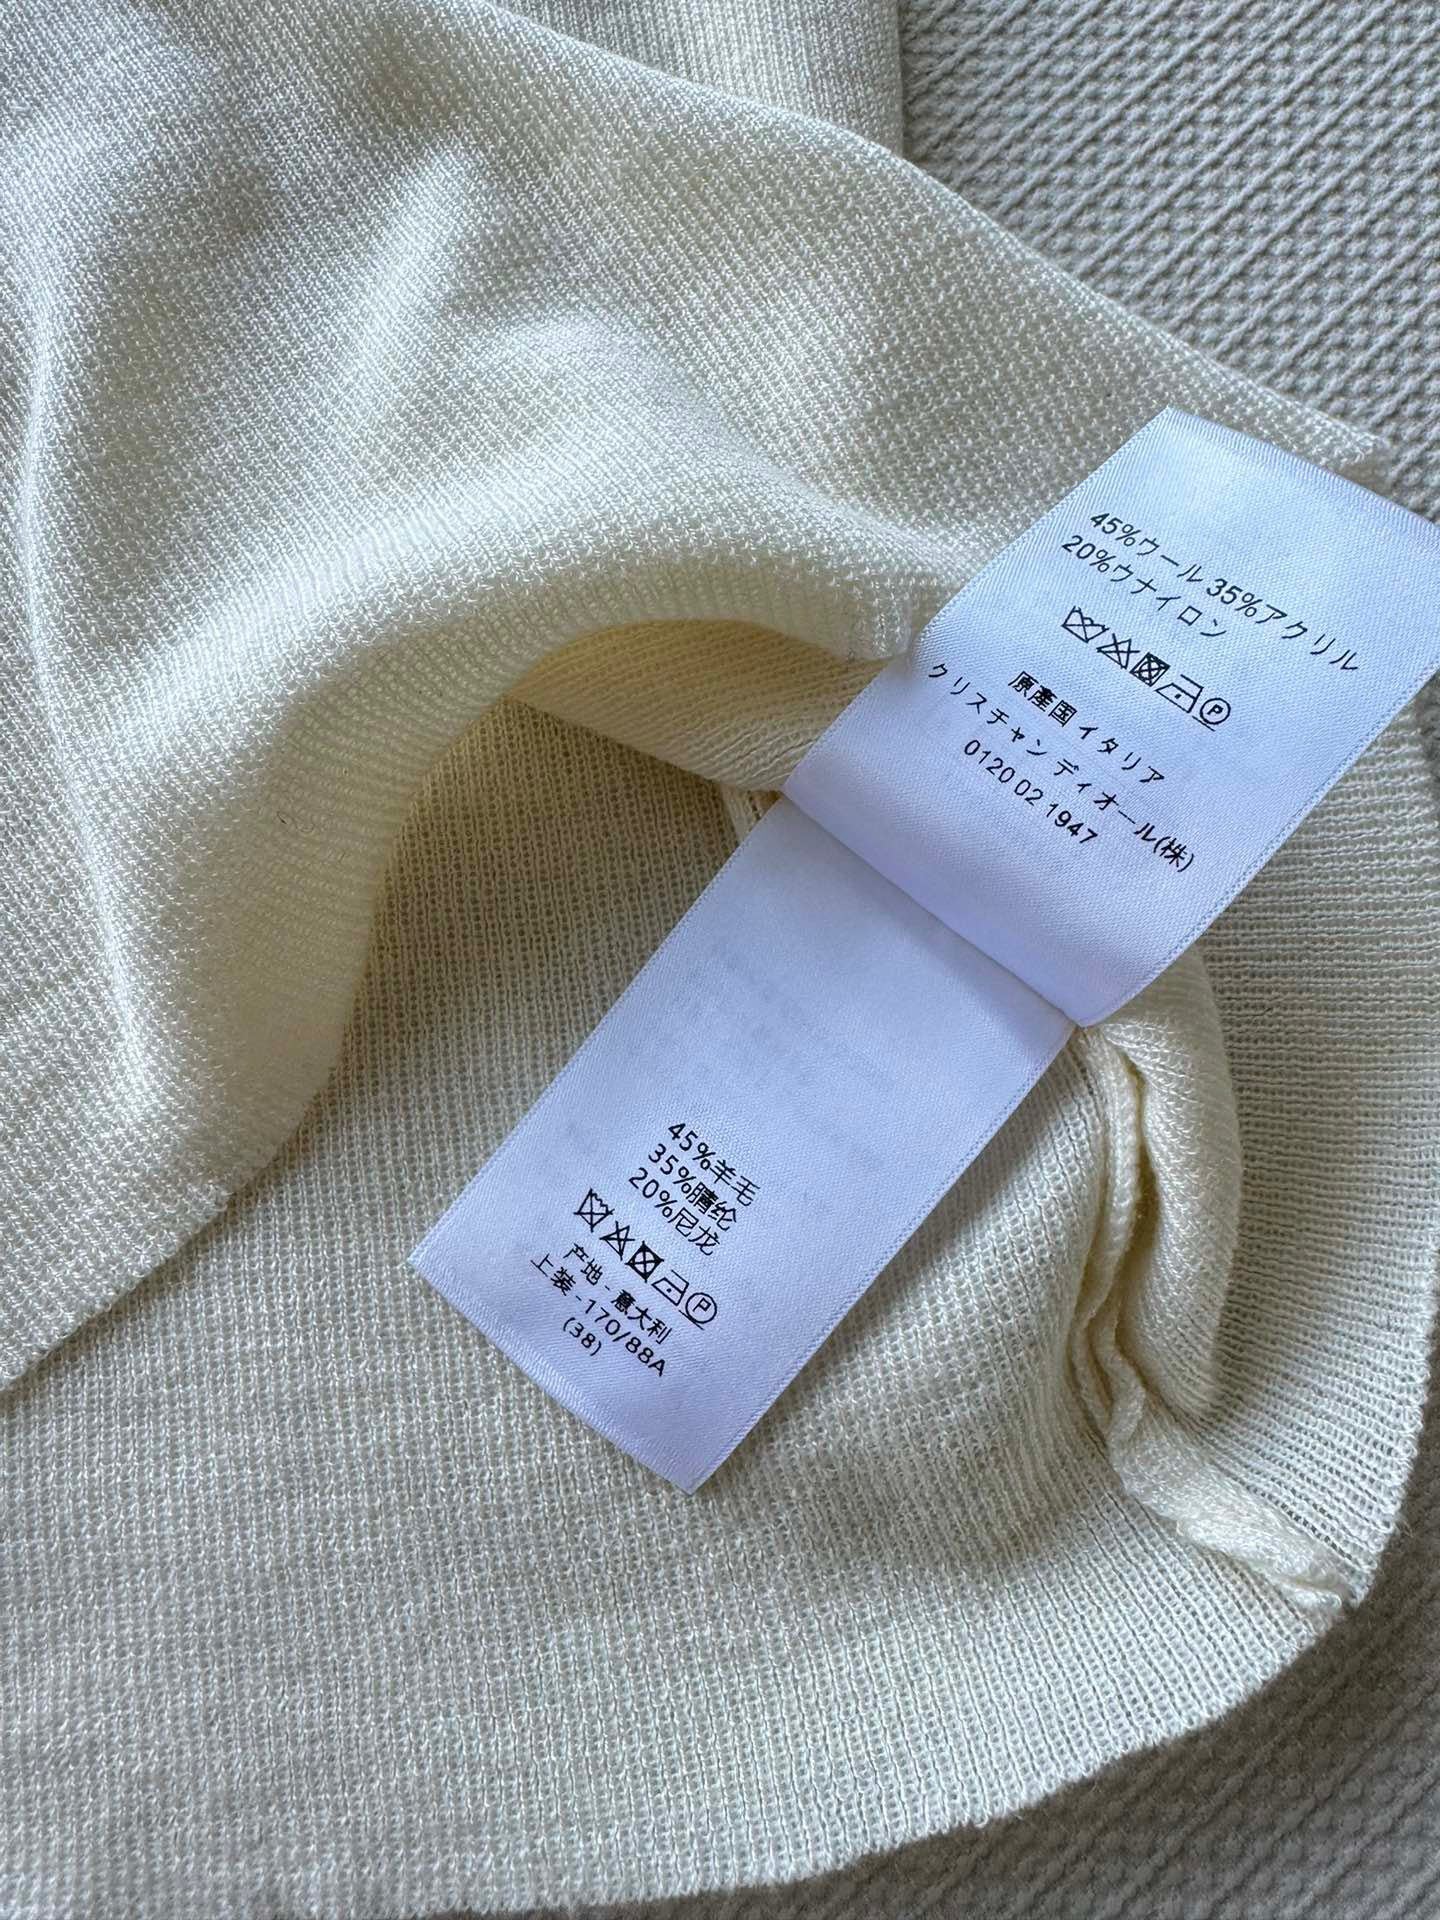 45%ウール 35%アクリル
20%ウナイロン
P
原産国 イタリア
クリスチャン ディオール(株)
0120 02 1947
45%羊毛
35%腈纶
20%尼龙
P
产地 - 意大利
上装 - 170/88A
(38)